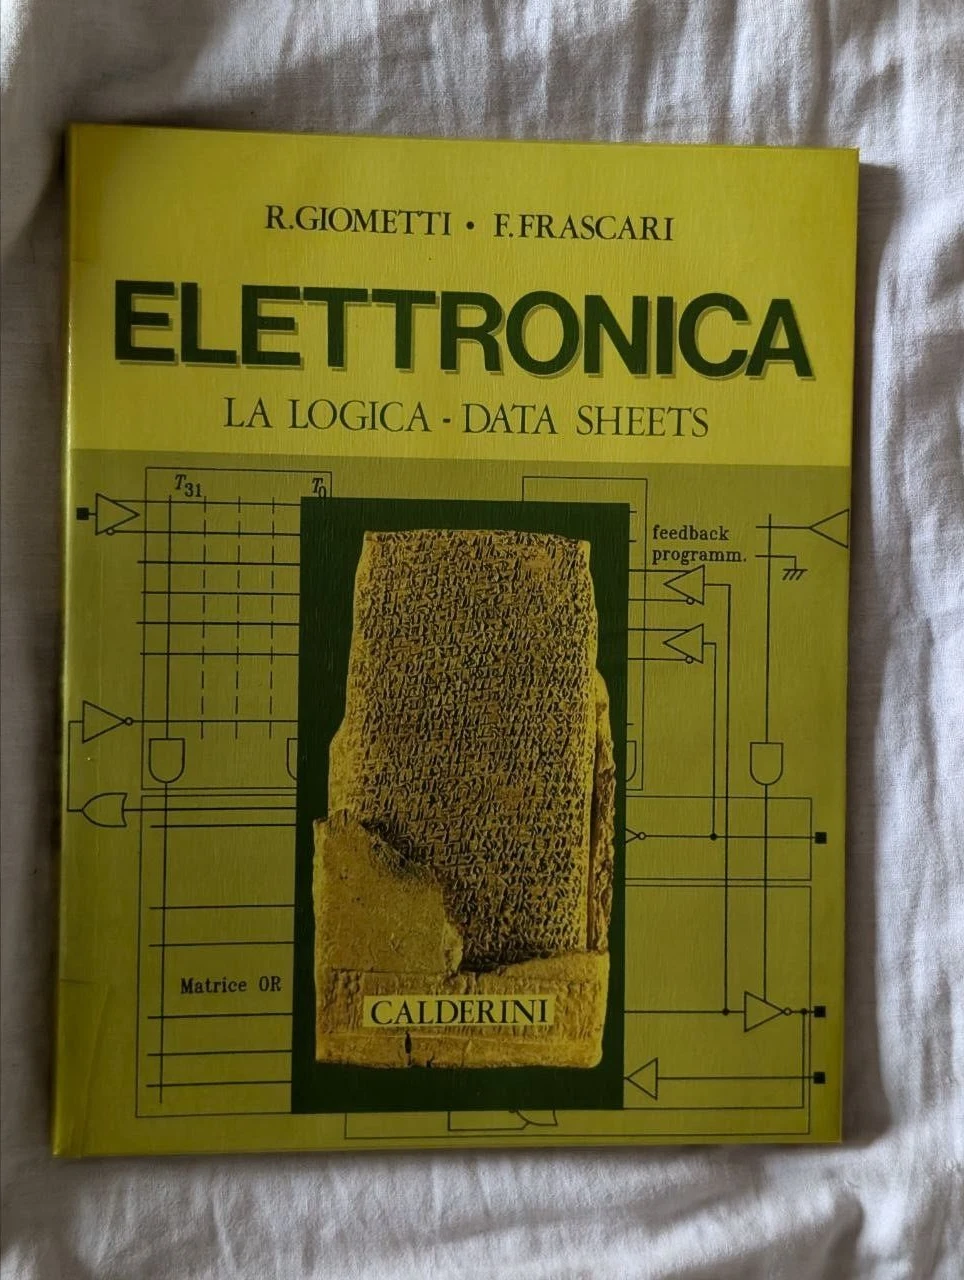 R.GIOMETTI • F.FRASCARI
ELETTRONICA
LA LOGICA - DATA SHEETS
T31
T0
feedback
programm.
Matrice OR
CALDERINI